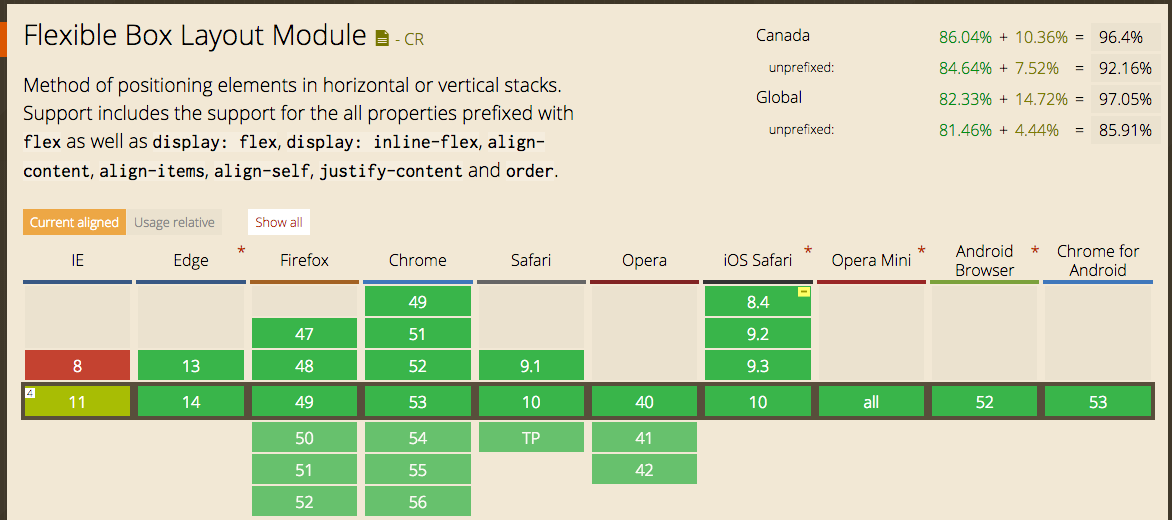 Flexible Box Layout Module - CR
Method of positioning elements in horizontal or vertical stacks.
Support includes the support for the all properties prefixed with
flex as well as display: flex, display: inline-flex, align-
content, align-items, align-self, justify-content and order.
Canada 86.04% + 10.36% = 96.4%
unprefixed: 84.64% + 7.52% = 92.16%
Global 82.33% + 14.72% = 97.05%
unprefixed: 81.46% + 4.44% = 85.91%
Current aligned Usage relative Show all
IE Edge * Firefox Chrome Safari Opera iOS Safari * Opera Mini * Android Browser * Chrome for Android
49 8.4 -
47 51 9.2
8 13 48 52 9.1 9.3
4 11 14 49 53 10 40 10 all 52 53
50 54 TP 41
51 55 42
52 56